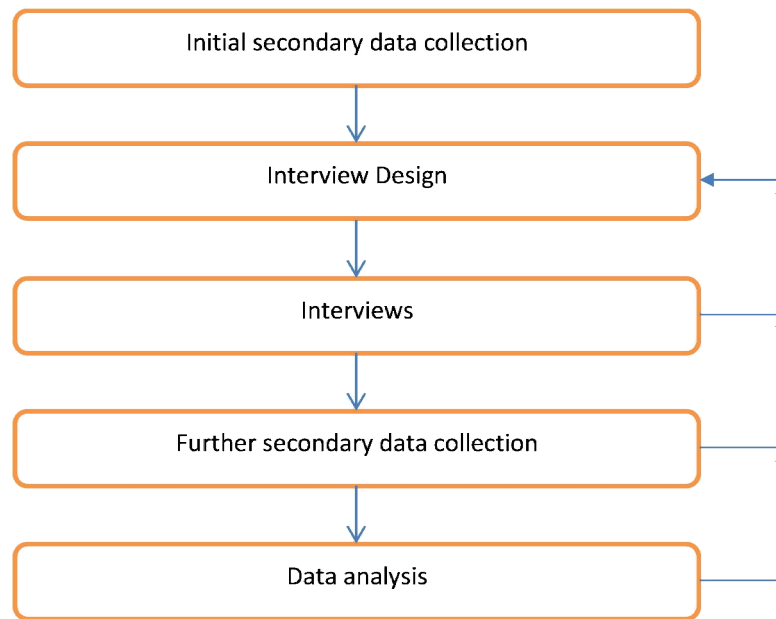 Initial secondary data collection
Interview Design
Interviews
Further secondary data collection
Data analysis